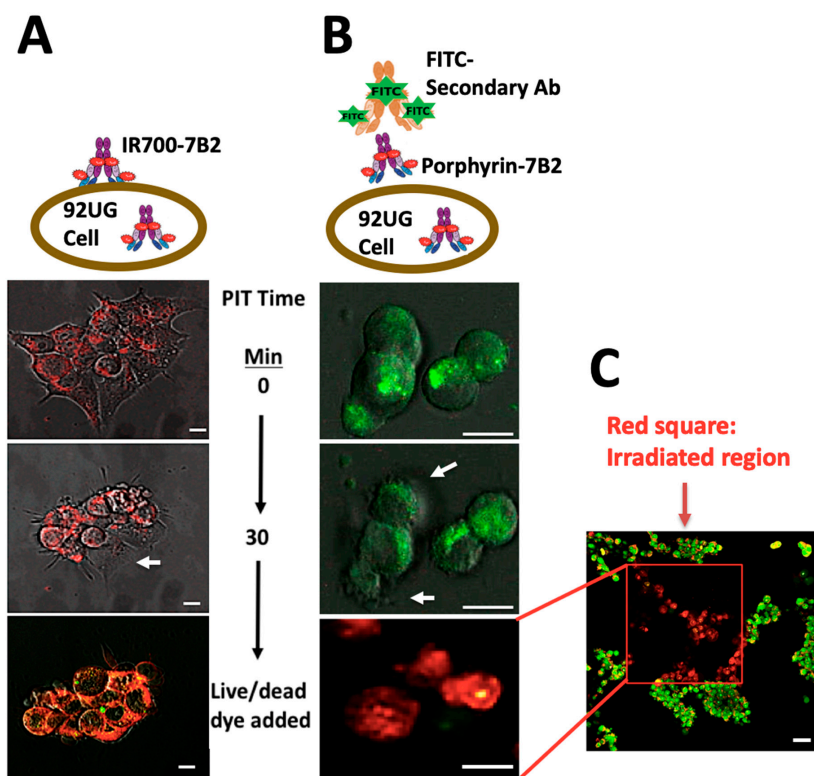 A
IR700-7B2
92UG
Cell
B
FITC-
Secondary Ab
FITC
FITC
FITC
Porphyrin-7B2
92UG
Cell
PIT Time
Min
0
30
Live/dead
dye added
C
Red square:
Irradiated region